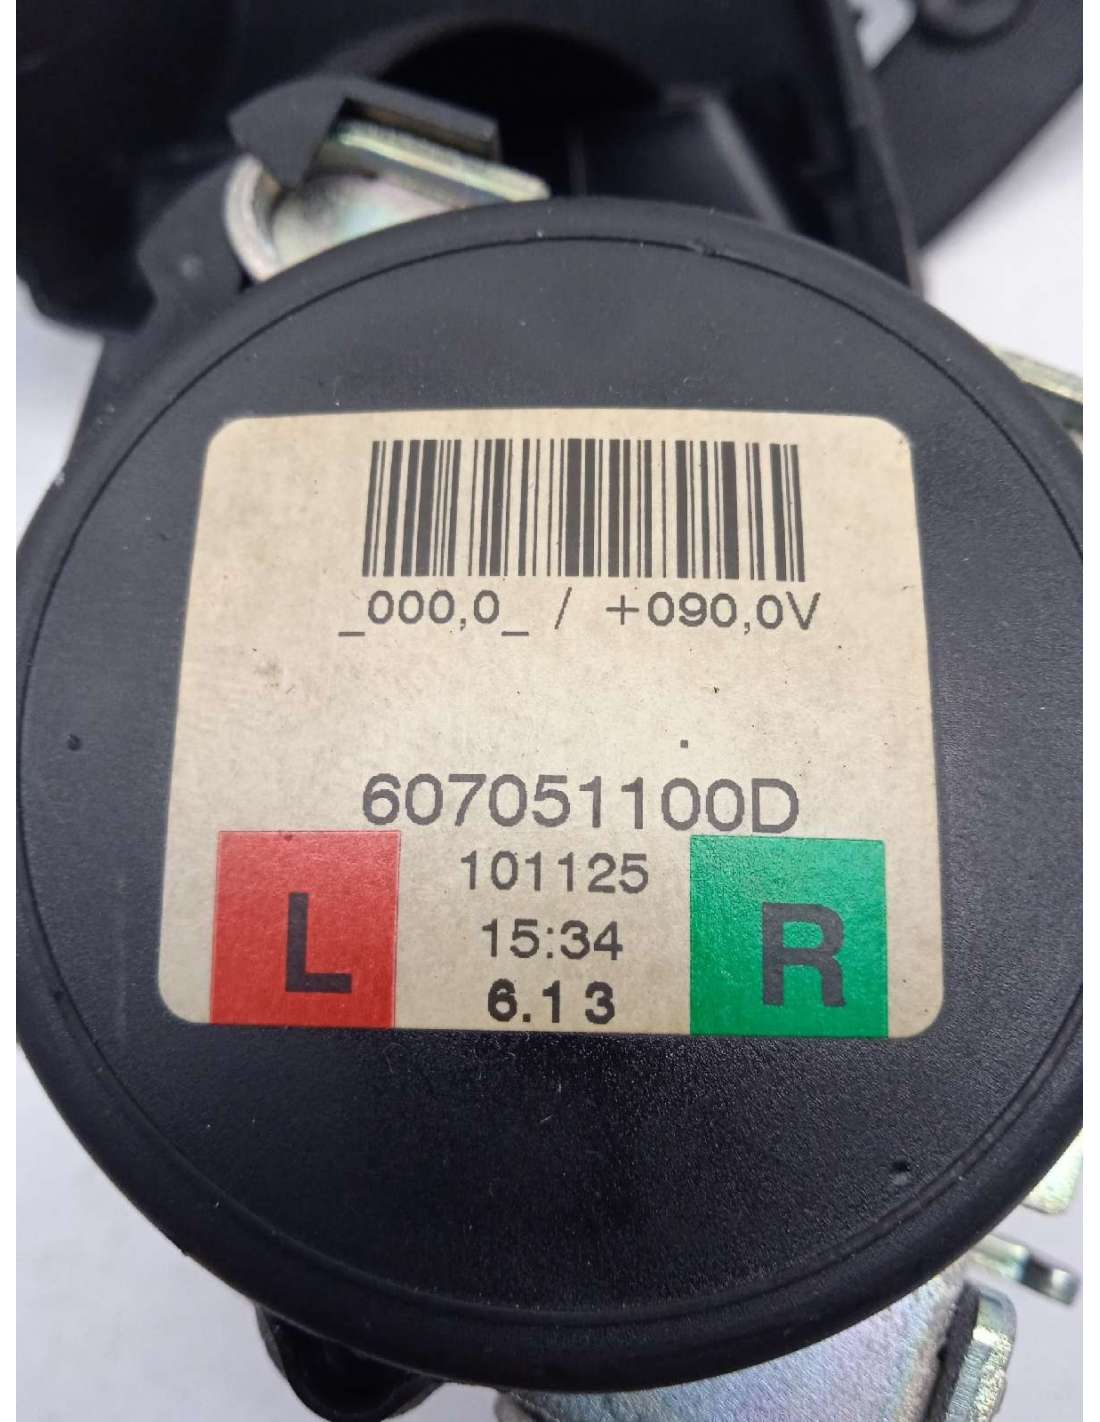 _000,0_ / +090,0V
607051100D
L 101125 R
15:34
6.13